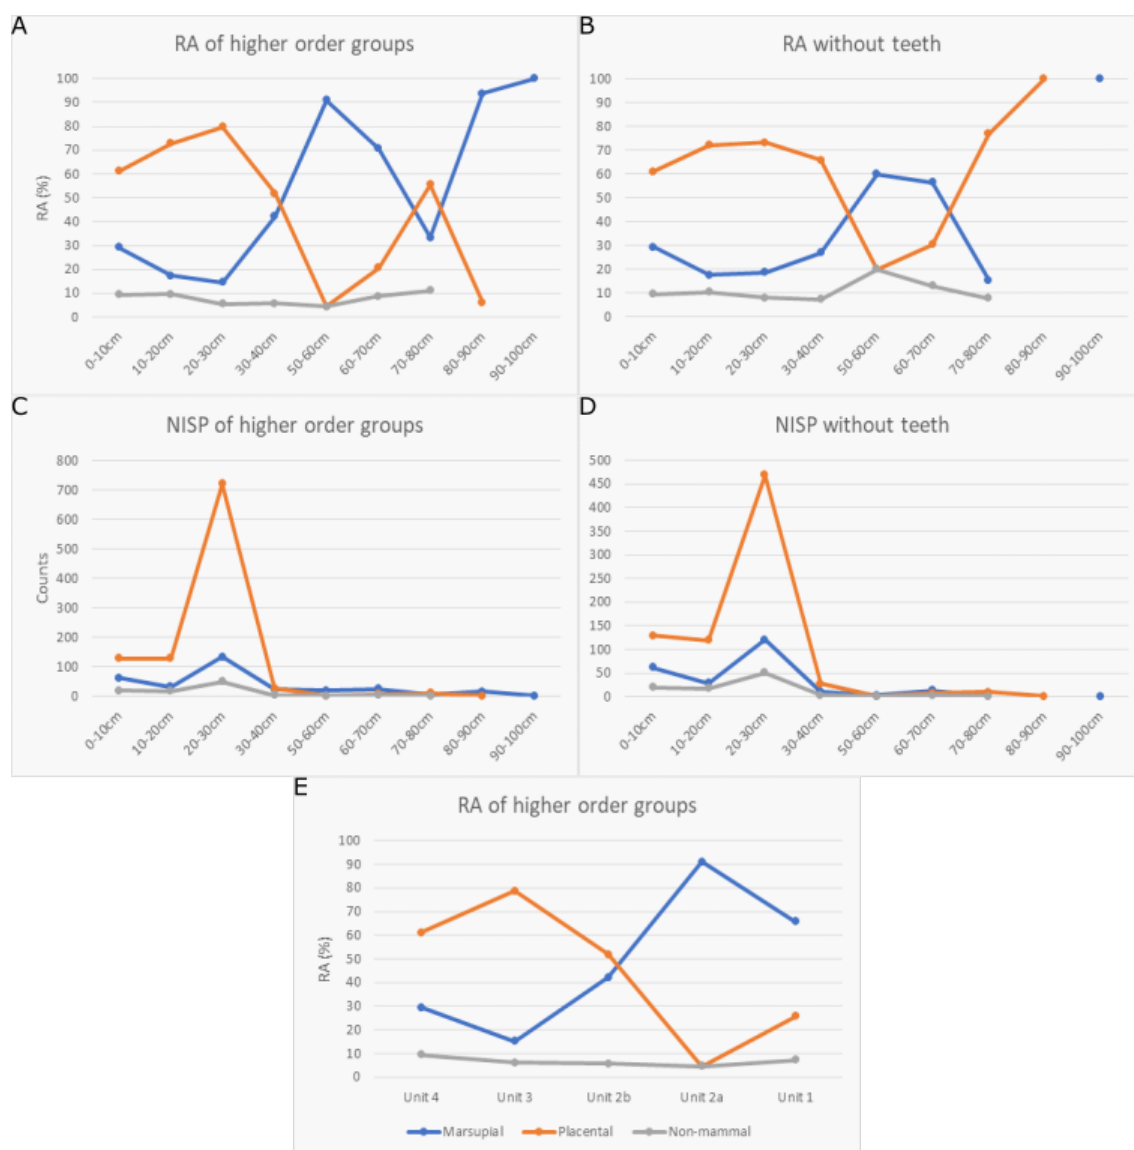 A
RA of higher order groups
RA (%)
100
90
80
70
60
50
40
30
20
10
0
0-10cm
10-20cm
20-30cm
30-40cm
50-60cm
60-70cm
70-80cm
80-90cm
90-100cm
B
RA without teeth
100
90
80
70
60
50
40
30
20
10
0
0-10cm
10-20cm
20-30cm
30-40cm
50-60cm
60-70cm
70-80cm
80-90cm
90-100cm
C
NISP of higher order groups
Counts
800
700
600
500
400
300
200
100
0
0-10cm
10-20cm
20-30cm
30-40cm
50-60cm
60-70cm
70-80cm
80-90cm
90-100cm
D
NISP without teeth
500
450
400
350
300
250
200
150
100
50
0
0-10cm
10-20cm
20-30cm
30-40cm
50-60cm
60-70cm
70-80cm
80-90cm
90-100cm
E
RA of higher order groups
RA (%)
100
90
80
70
60
50
40
30
20
10
0
Unit 4 Unit 3 Unit 2b Unit 2a Unit 1
Marsupial Placental Non-mammal